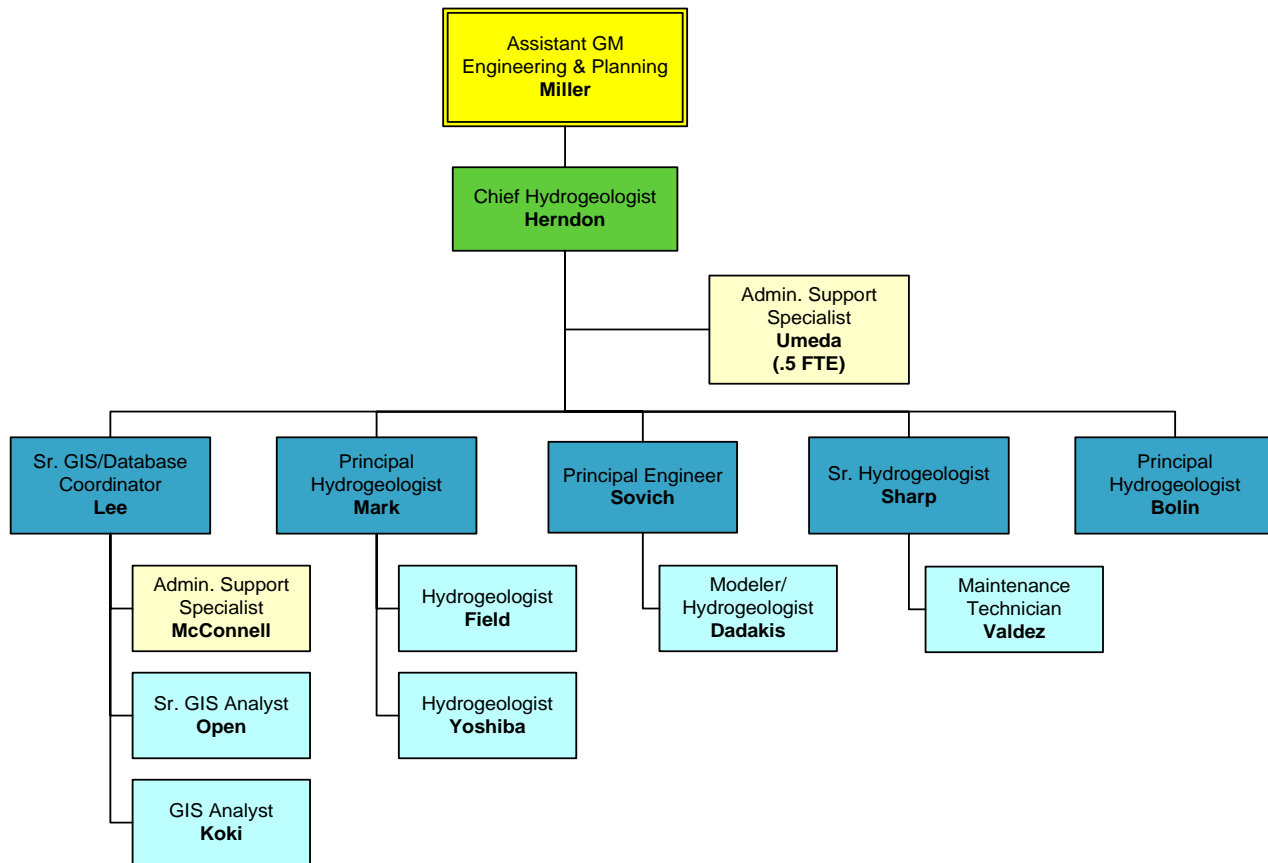 Assistant GM
Engineering & Planning
Miller
Chief Hydrogeologist
Herndon
Admin. Support
Specialist
Umeda
(.5 FTE)
Sr. GIS/Database
Coordinator
Lee
Principal
Hydrogeologist
Mark
Principal Engineer
Sovich
Sr. Hydrogeologist
Sharp
Principal
Hydrogeologist
Bolin
Admin. Support
Specialist
McConnell
Hydrogeologist
Field
Modeler/
Hydrogeologist
Dadakis
Maintenance
Technician
Valdez
Sr. GIS Analyst
Open
Hydrogeologist
Yoshiba
GIS Analyst
Koki